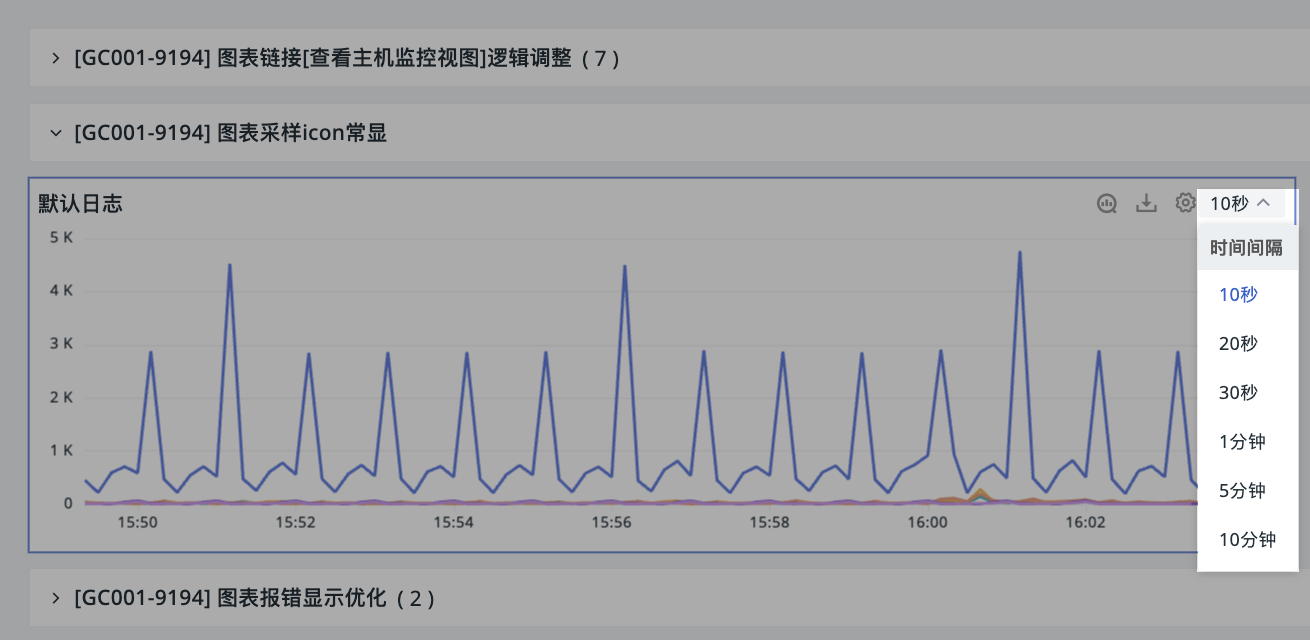 [GC001-9194] 图表链接[查看主机监控视图]逻辑调整 ( 7 )
[GC001-9194] 图表采样icon常显
默认日志
10秒
时间间隔
10秒
20秒
30秒
1分钟
5分钟
10分钟
5 K
4 K
3 K
2 K
1 K
0
15:50 15:52 15:54 15:56 15:58 16:00 16:02
[GC001-9194] 图表报错显示优化 ( 2 )